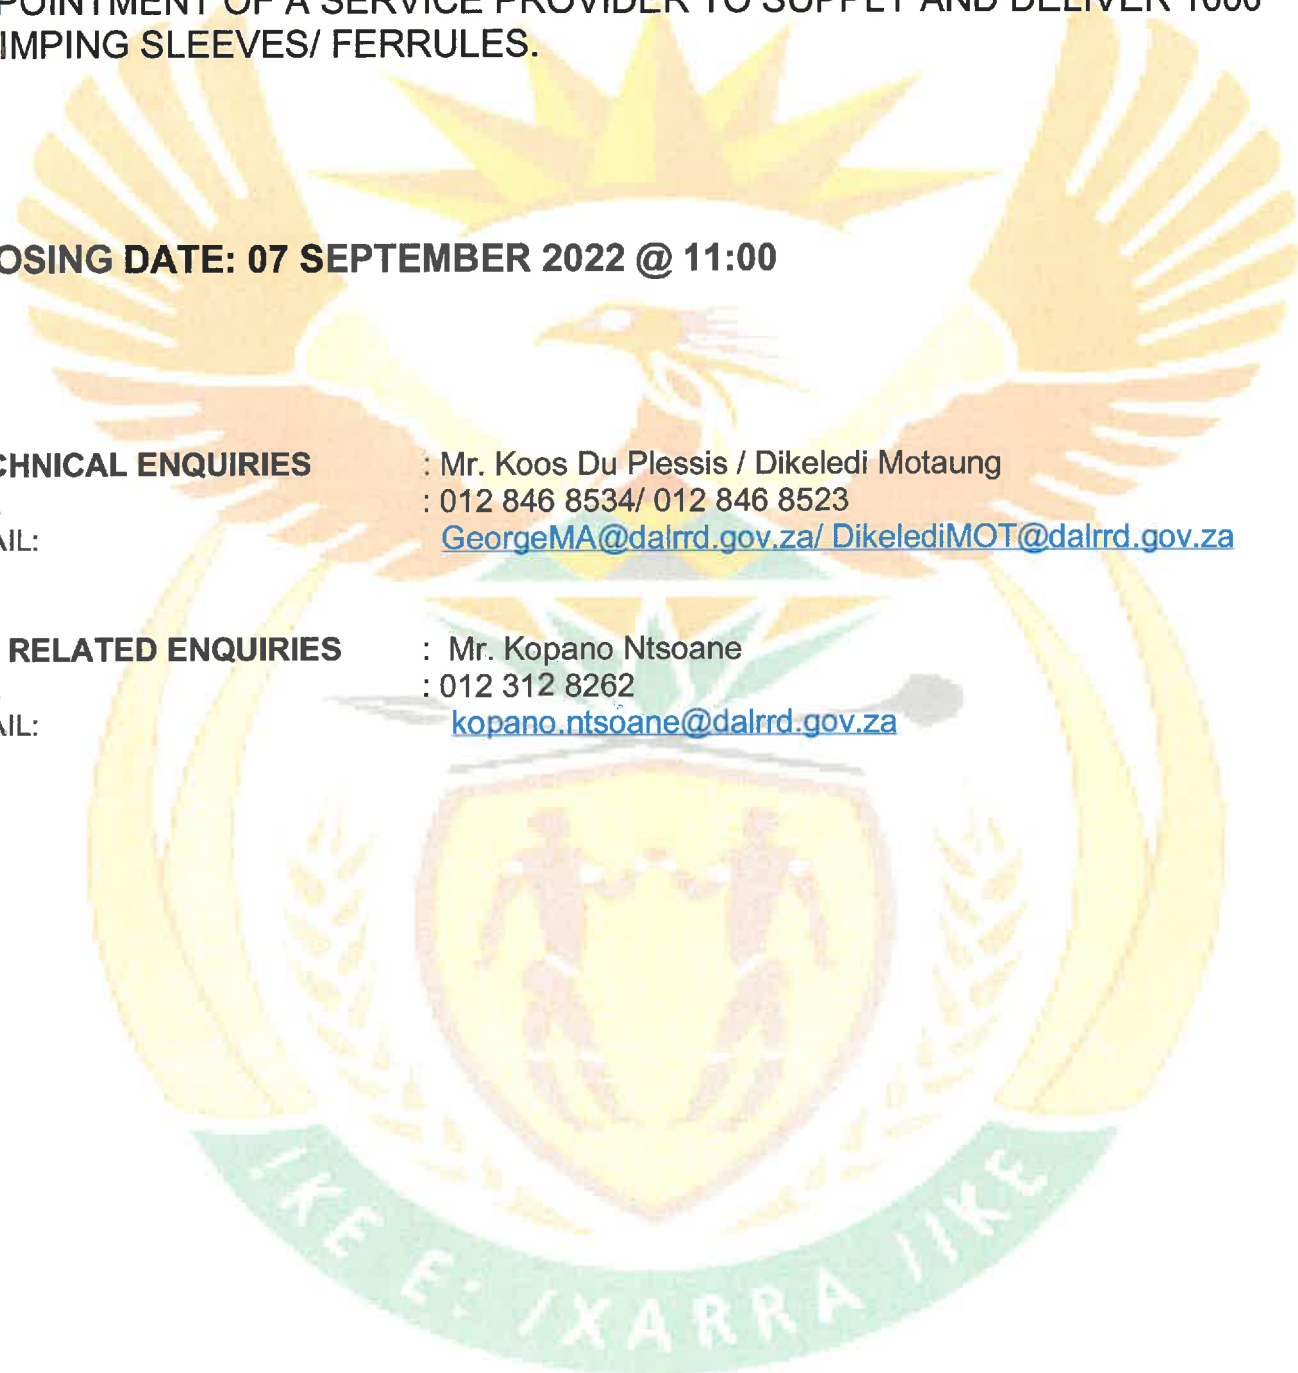 POINTMENT OF A SERVICE PROVIDER TO SUPPLY AND DELIVER 1000
IMPING SLEEVES/ FERRULES.
OSING DATE: 07 SEPTEMBER 2022 @ 11:00
CHNICAL ENQUIRIES : Mr. Koos Du Plessis / Dikeledi Motaung
: 012 846 8534/ 012 846 8523
AIL: GeorgeMA@dalrrd.gov.za/ DikelediMOT@dalrrd.gov.za
RELATED ENQUIRIES : Mr. Kopano Ntsoane
: 012 312 8262
AIL: kopano.ntsoane@dalrrd.gov.za
!KE E: /XARRA //KE